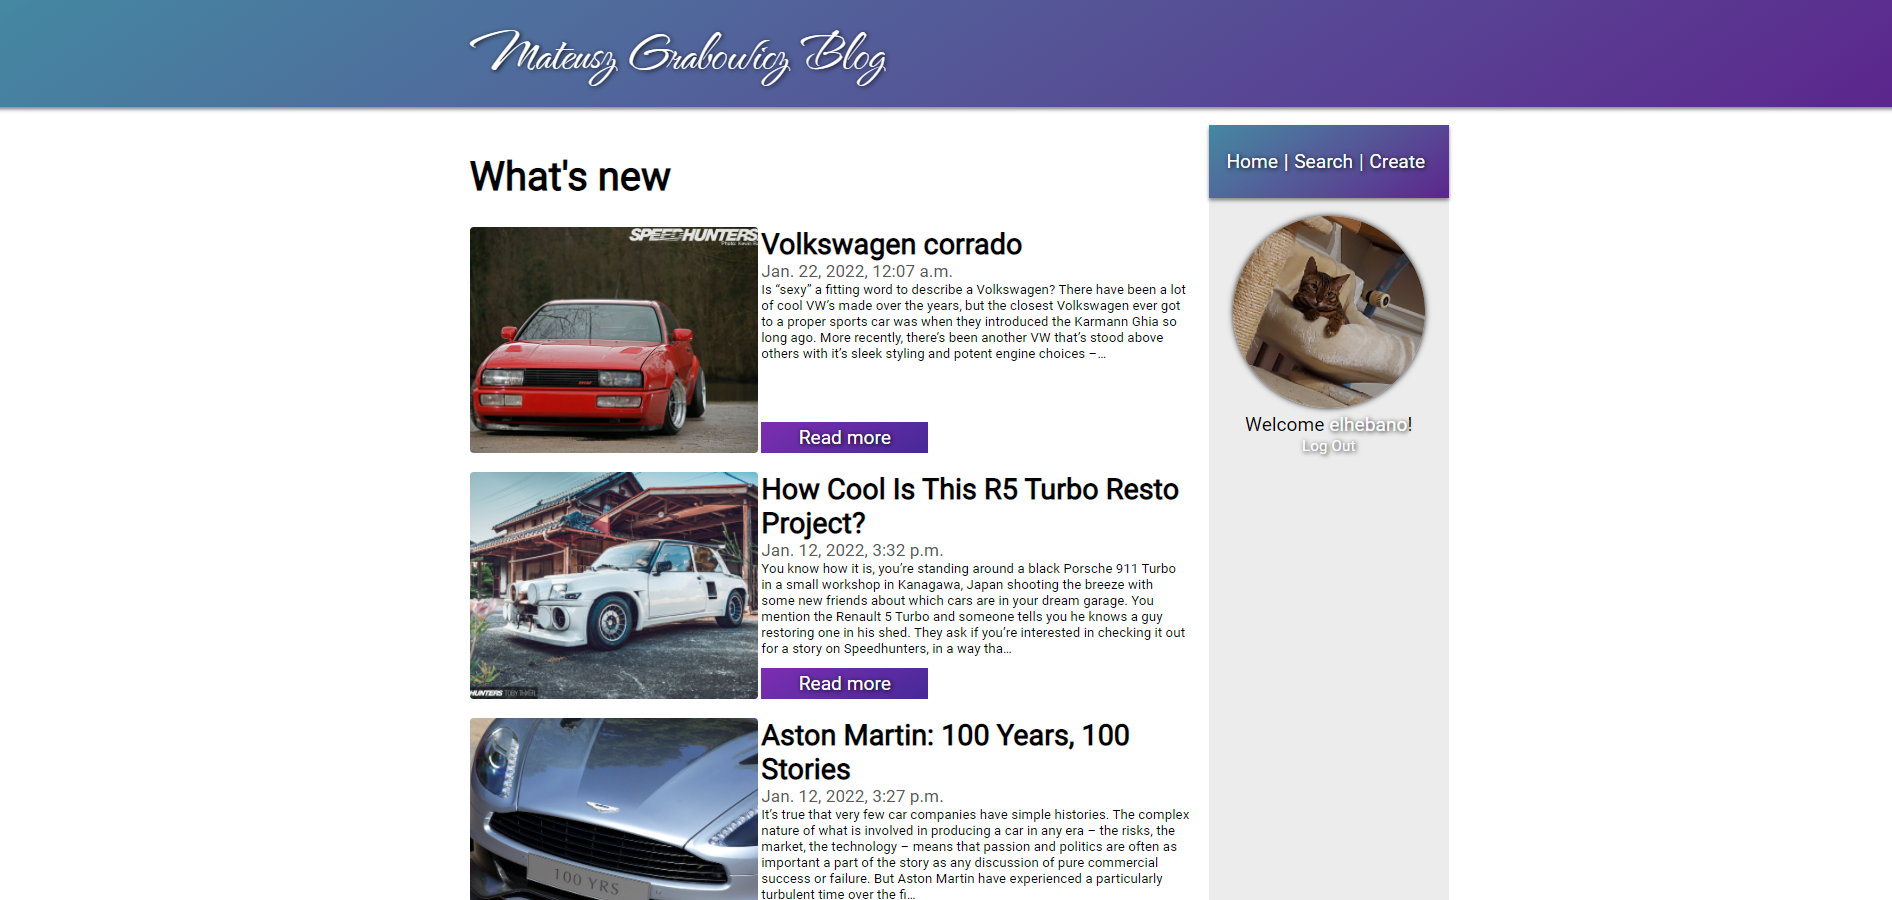 Mateusz Grabowicz Blog
Home | Search | Create
What's new
SPEEDHUNTERS
Volkswagen corrado
Jan. 22, 2022, 12:07 a.m.
Is “sexy” a fitting word to describe a Volkswagen? There have been a lot
of cool VW’s made over the years, but the closest Volkswagen ever got
to a proper sports car was when they introduced the Karmann Ghia so
long ago. More recently, there’s been another VW that’s stood above
others with it’s sleek styling and potent engine choices –…
Read more
Welcome elhebano!
Log Out
How Cool Is This R5 Turbo Resto
Project?
Jan. 12, 2022, 3:32 p.m.
You know how it is, you’re standing around a black Porsche 911 Turbo
in a small workshop in Kanagawa, Japan shooting the breeze with
some new friends about which cars are in your dream garage. You
mention the Renault 5 Turbo and someone tells you he knows a guy
restoring one in his shed. They ask if you’re interested in checking it out
for a story on Speedhunters, in a way tha…
Read more
HUNTERS
Aston Martin: 100 Years, 100
Stories
Jan. 12, 2022, 3:27 p.m.
It’s true that very few car companies have simple histories. The complex
nature of what is involved in producing a car in any era – the risks, the
market, the technology – means that passion and politics are often as
important a part of the story as any discussion of pure commercial
success or failure. But Aston Martin have experienced a particularly
turbulent time over the fi…
100 YRS